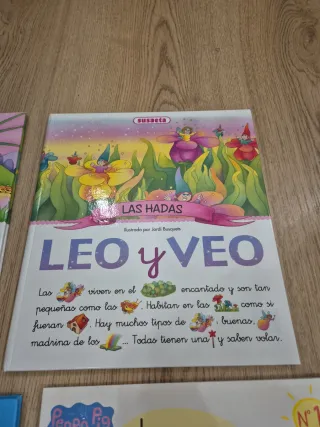 susaeta
LAS HADAS
Ilustrado por Jordi Busquets
LEO y VEO
Las viven en el encantado y son tan
pequeñas como las . Habitan en las como si
fueran . Hay muchos tipos de , buenas,
madrina de los ... Todas tienen una y saben volar.
Peppa Pig
Nº1